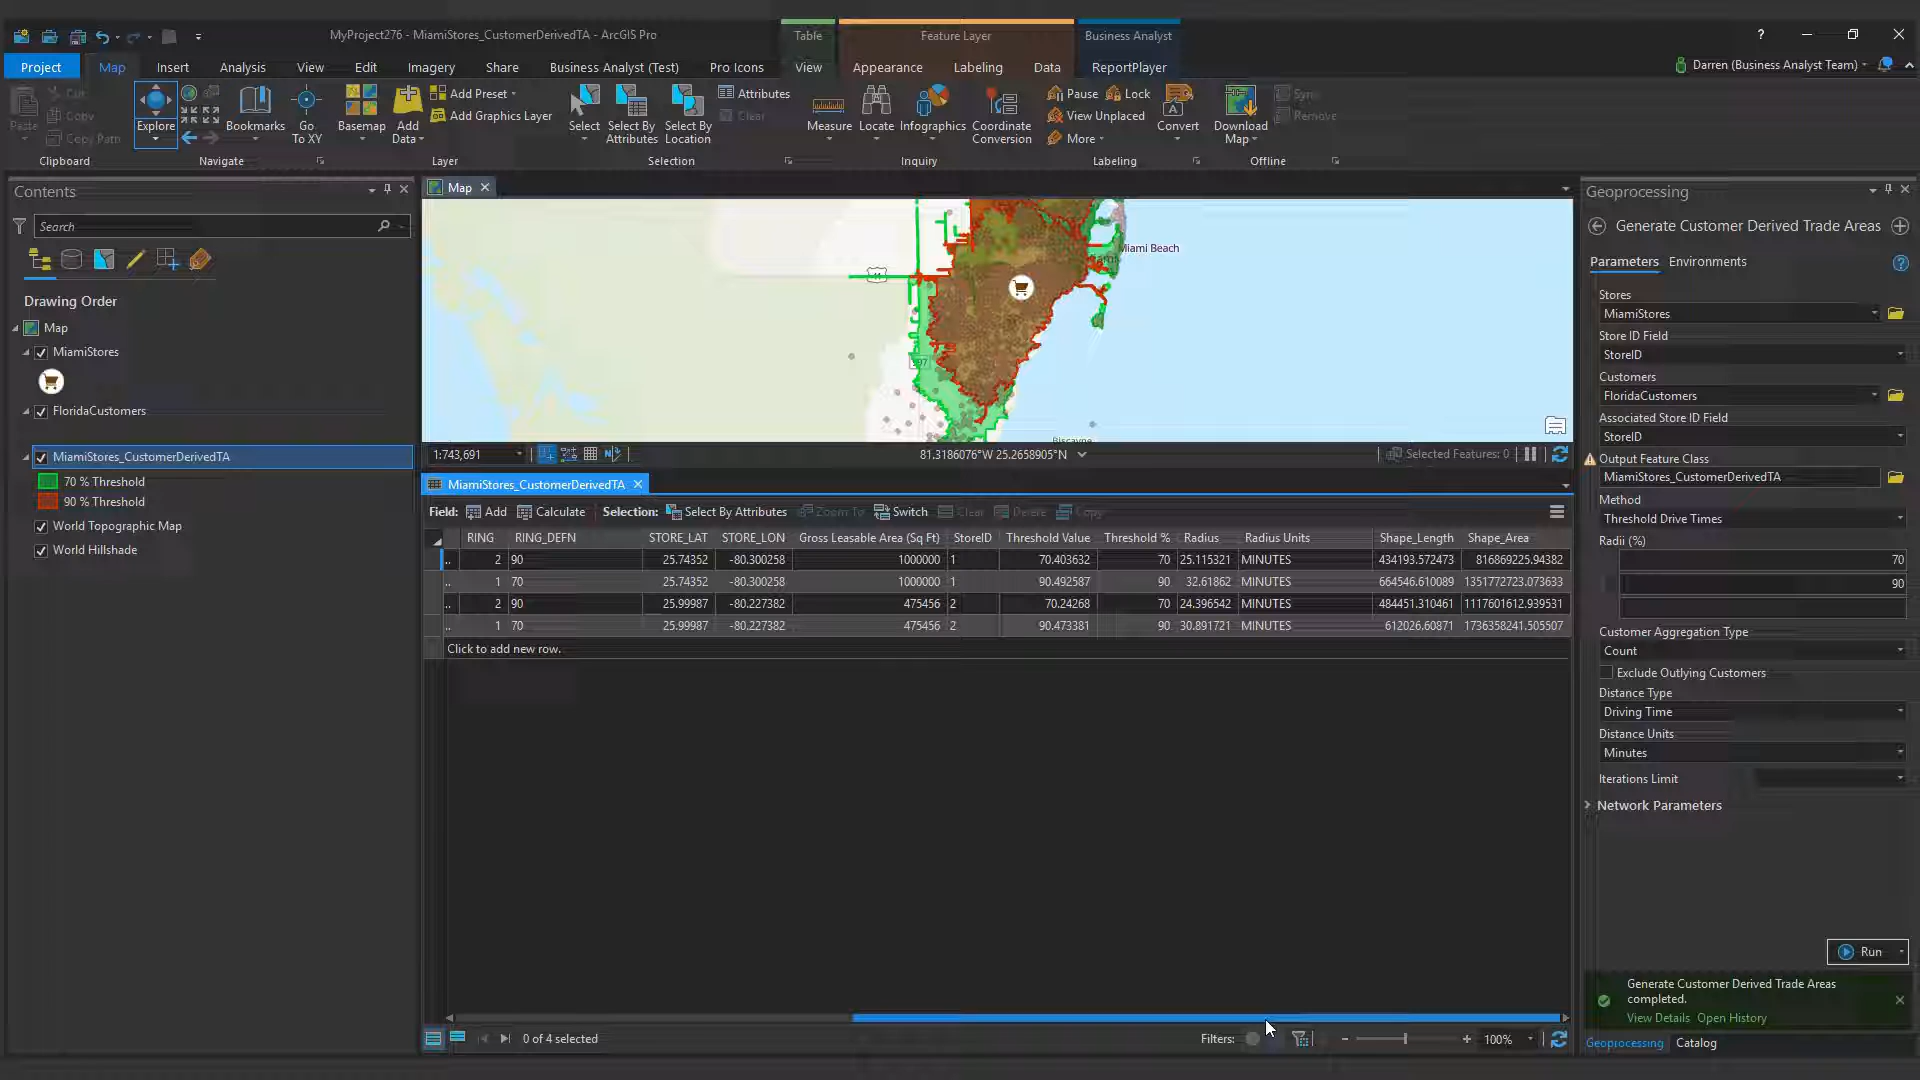 MyProject276 - MiamiStores_CustomerDerivedTA - ArcGIS Pro
Table
Feature Layer
Business Analyst
?
Project Map Insert Analysis View Edit Imagery Share Business Analyst (Test) Pro Icons View Appearance Labeling Data ReportPlayer
Darren (Business Analyst Team)
Paste
Cut
Copy
Copy Path
Clipboard
Explore
Bookmarks
Go To XY
Navigate
Basemap
Add Data
Add Preset
Add Graphics Layer
Layer
Select
Select By Attributes
Select By Location
Attributes
Clear
Selection
Measure
Locate
Infographics
Coordinate Conversion
Inquiry
Pause
Lock
View Unplaced
More
Convert
Labeling
Download Map
Sync
Remove
Offline
Contents
Search
Drawing Order
Map
MiamiStores
FloridaCustomers
MiamiStores_CustomerDerivedTA
70 % Threshold
90 % Threshold
World Topographic Map
World Hillshade
Map
Miami Beach
Miami
Biscayne
1:743,691
81.3186076°W 25.2658905°N
Selected Features: 0
MiamiStores_CustomerDerivedTA
Field: Add Calculate Selection: Select By Attributes Zoom To Switch Clear Delete Copy
RING RING_DEFN STORE_LAT STORE_LON Gross Leasable Area (Sq Ft) StoreID Threshold Value Threshold % Radius Radius Units Shape_Length Shape_Area
.. 2 90 25.74352 -80.300258 1000000 1 70.403632 70 25.115321 MINUTES 434193.572473 816869225.94382
.. 1 70 25.74352 -80.300258 1000000 1 90.492587 90 32.61862 MINUTES 664546.610089 1351772723.073633
.. 2 90 25.99987 -80.227382 475456 2 70.24268 70 24.396542 MINUTES 484451.310461 1117601612.939531
.. 1 70 25.99987 -80.227382 475456 2 90.473381 90 30.891721 MINUTES 612026.60871 1736358241.505507
Click to add new row.
0 of 4 selected
Filters:
100%
Geoprocessing
Generate Customer Derived Trade Areas
Parameters Environments
Stores
MiamiStores
Store ID Field
StoreID
Customers
FloridaCustomers
Associated Store ID Field
StoreID
Output Feature Class
MiamiStores_CustomerDerivedTA
Method
Threshold Drive Times
Radii (%)
70
90
Customer Aggregation Type
Count
Exclude Outlying Customers
Distance Type
Driving Time
Distance Units
Minutes
Iterations Limit
Network Parameters
Run
Generate Customer Derived Trade Areas
completed.
View Details Open History
Geoprocessing Catalog